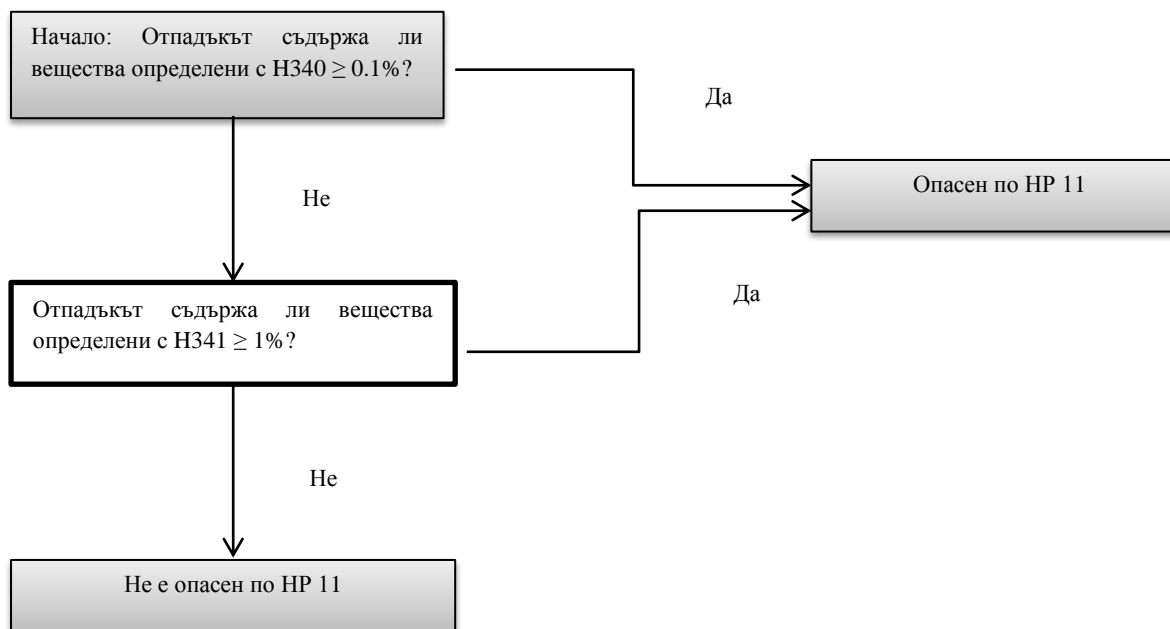 Начало: Отпадъкът съдържа ли
вещества определени с H340 ≥ 0.1%?
Да
Опасен по HP 11
Не
Отпадъкът съдържа ли вещества
определени с H341 ≥ 1%?
Да
Не
Не е опасен по HP 11